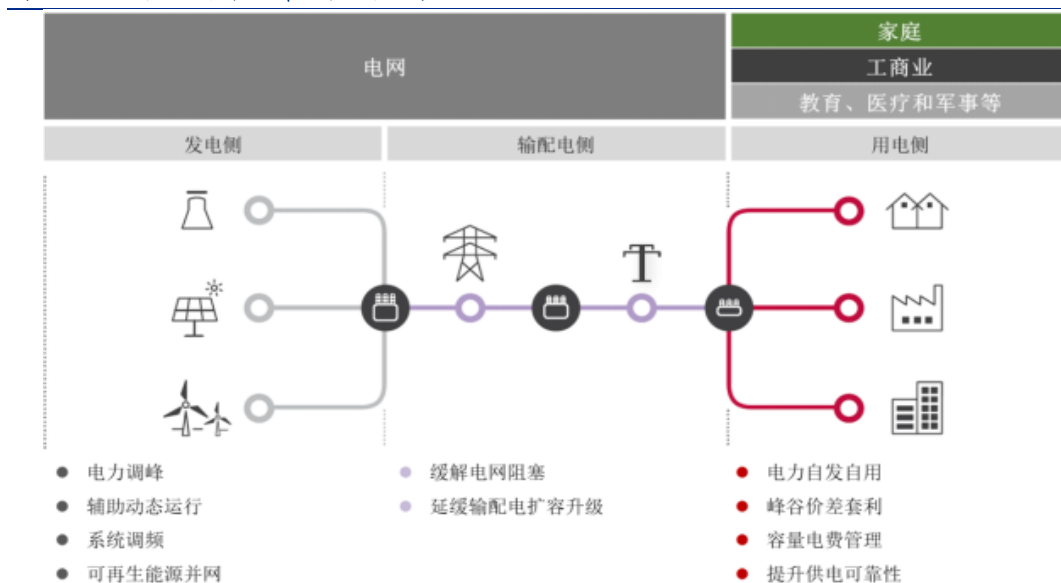 电网
家庭
工商业
教育、医疗和军事等
发电侧
输配电侧
用电侧
电力调峰
辅助动态运行
系统调频
可再生能源并网
缓解电网阻塞
延缓输配电扩容升级
电力自发自用
峰谷价差套利
容量电费管理
提升供电可靠性